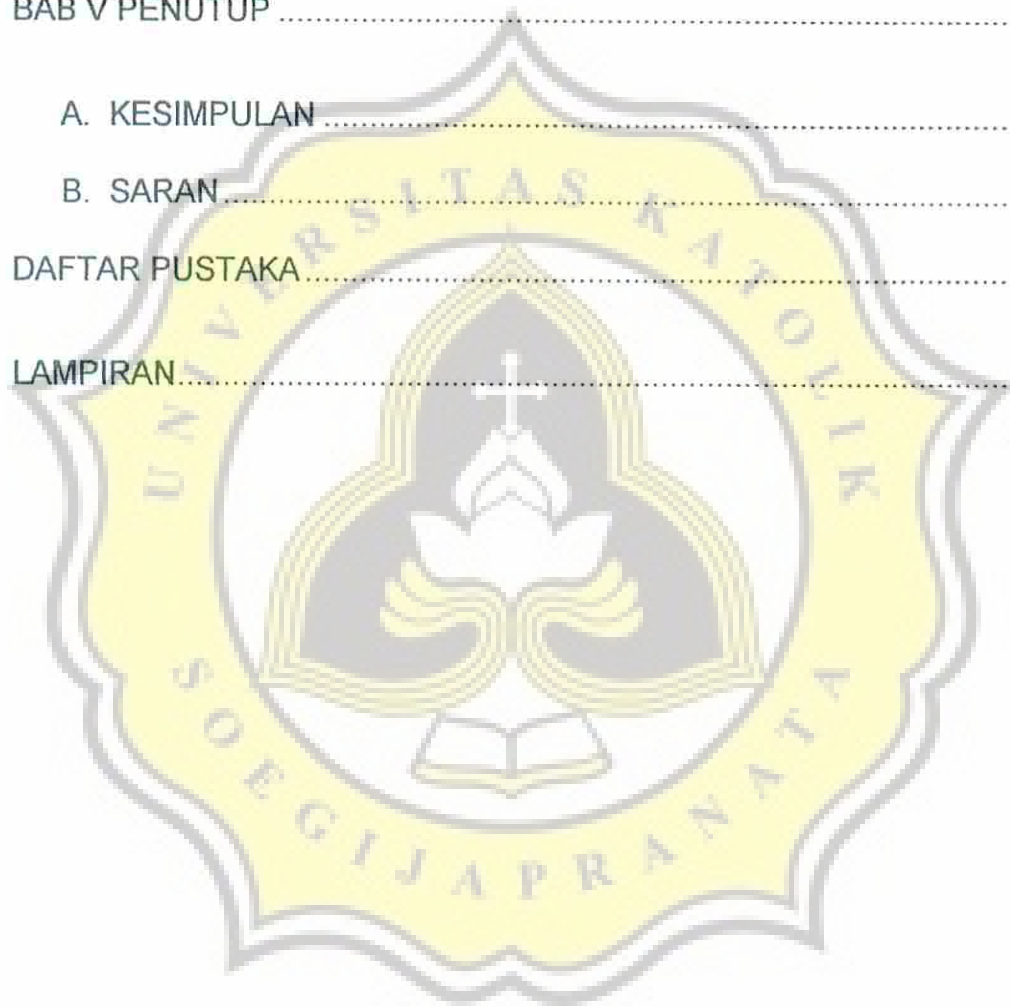 BAB V PENUTUP ..........
A. KESIMPULAN ..........
B. SARAN ..........
DAFTAR PUSTAKA ..........
LAMPIRAN ..........
UNIVERSITAS KATOLIK
SOEGIJAPRANATA